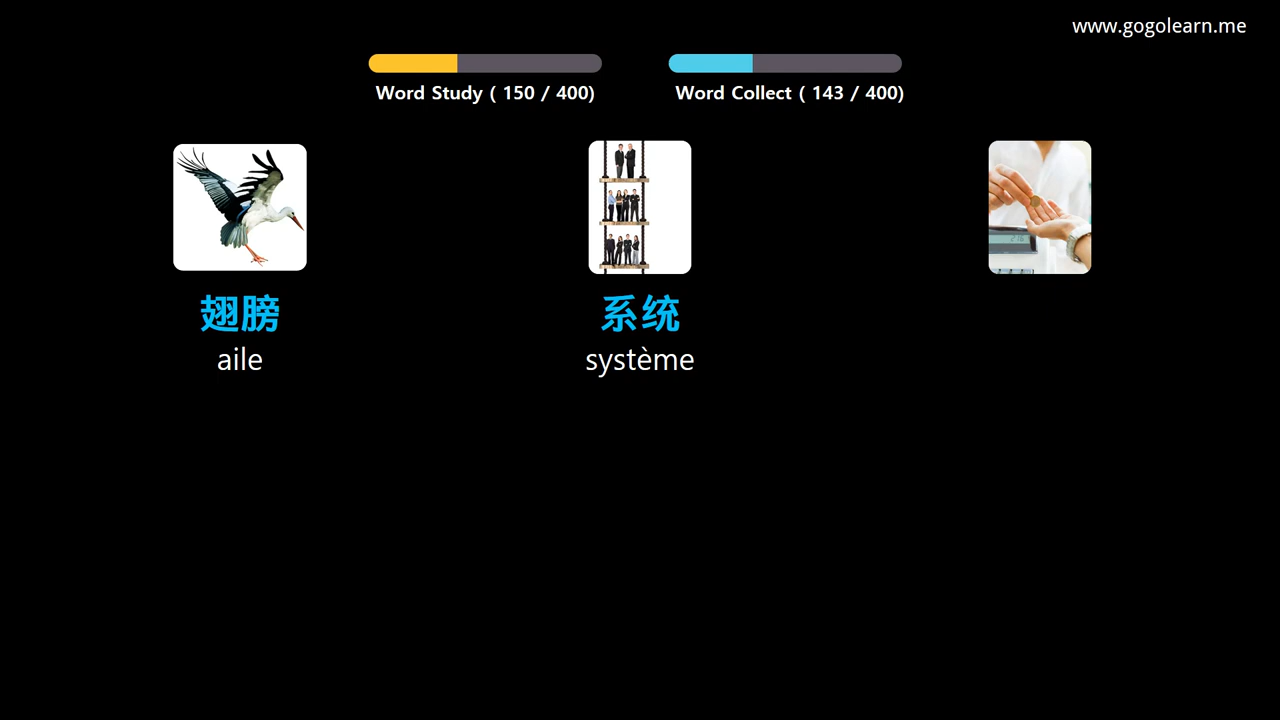 www.gogolearn.me
Word Study ( 150 / 400)
Word Collect ( 143 / 400)
翅膀
aile
系统
système